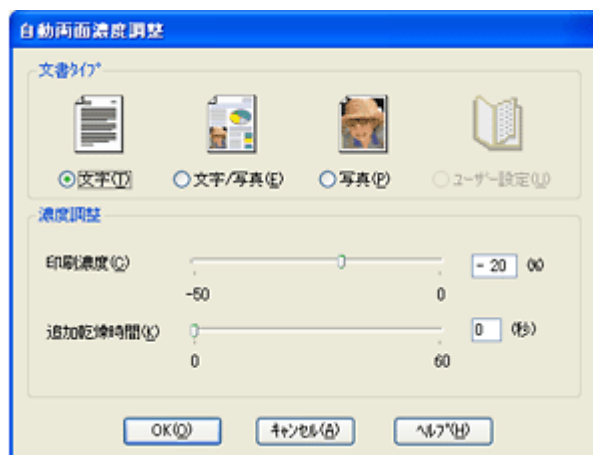 自動両面濃度調整
文書ﾀｲﾌﾟ
文字(T) 文字/写真(E) 写真(P) ユーザー設定(U)
濃度調整
印刷濃度(C) - 20 (%)
-50 0
追加乾燥時間(K) 0 (秒)
0 60
OK(O) ｷｬﾝｾﾙ(A) ﾍﾙﾌﾟ(H)